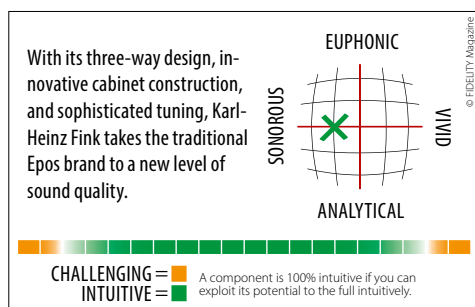 With its three-way design, in-
novative cabinet construction,
and sophisticated tuning, Karl-
Heinz Fink takes the traditional
Epos brand to a new level of
sound quality.
EUPHONIC
SONOROUS
VIVID
ANALYTICAL
© FIDELITY Magazine
CHALLENGING =
INTUITIVE =
A component is 100% intuitive if you can
exploit its potential to the full intuitively.